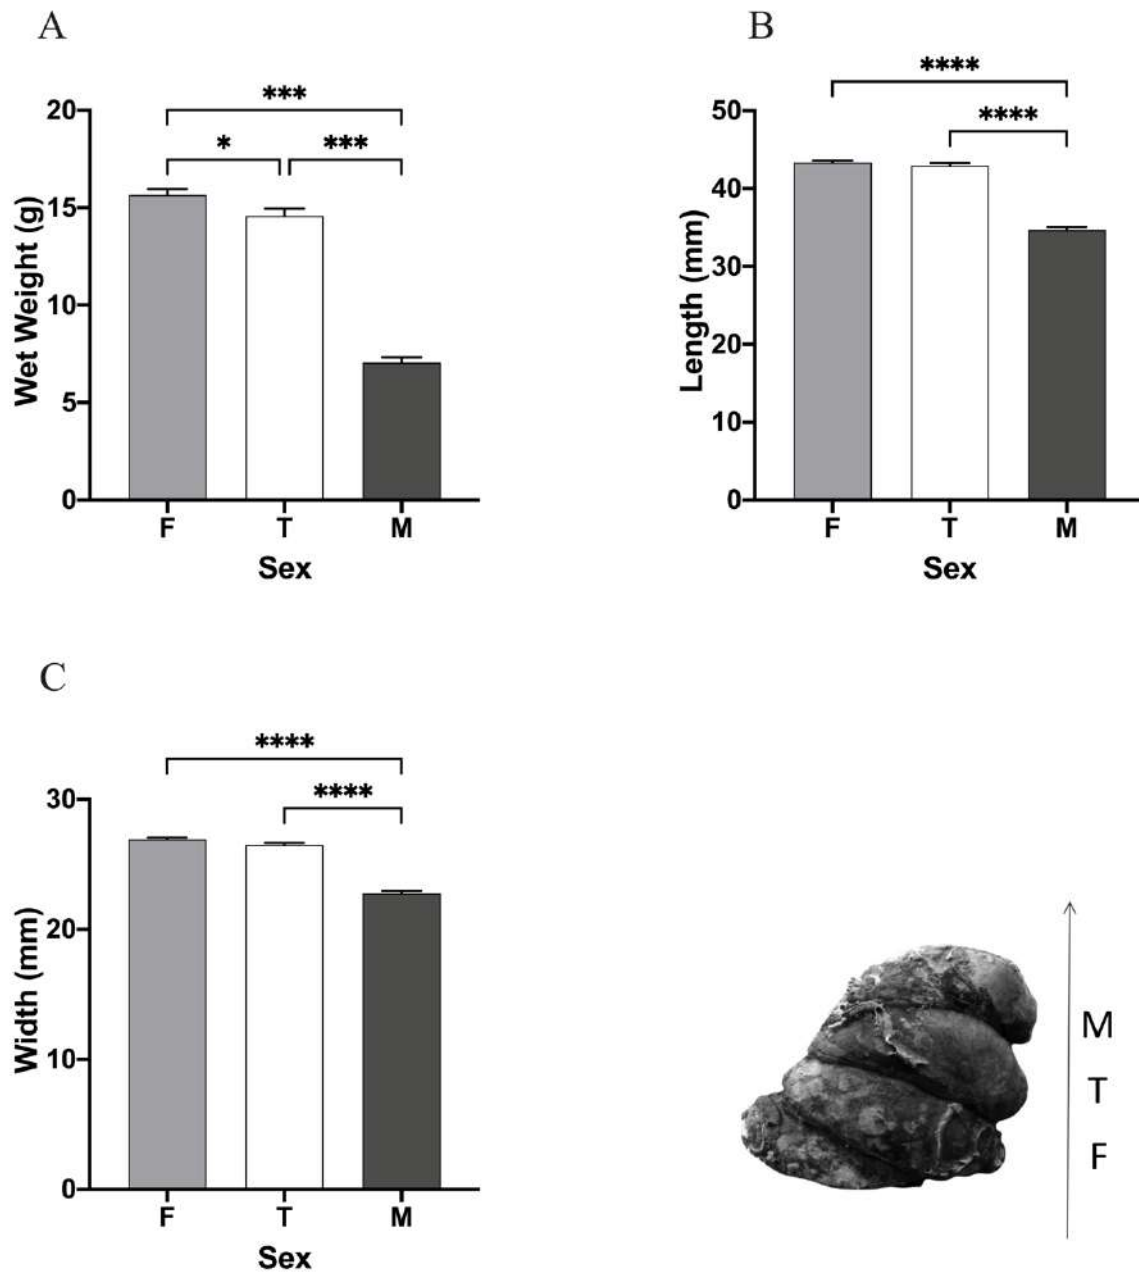 A
***
* ***
20
15
10
5
0
Wet Weight (g)
F T M
Sex
B
****
****
50
40
30
20
10
0
Length (mm)
F T M
Sex
C
****
****
30
20
10
0
Width (mm)
F T M
Sex
M
T
F